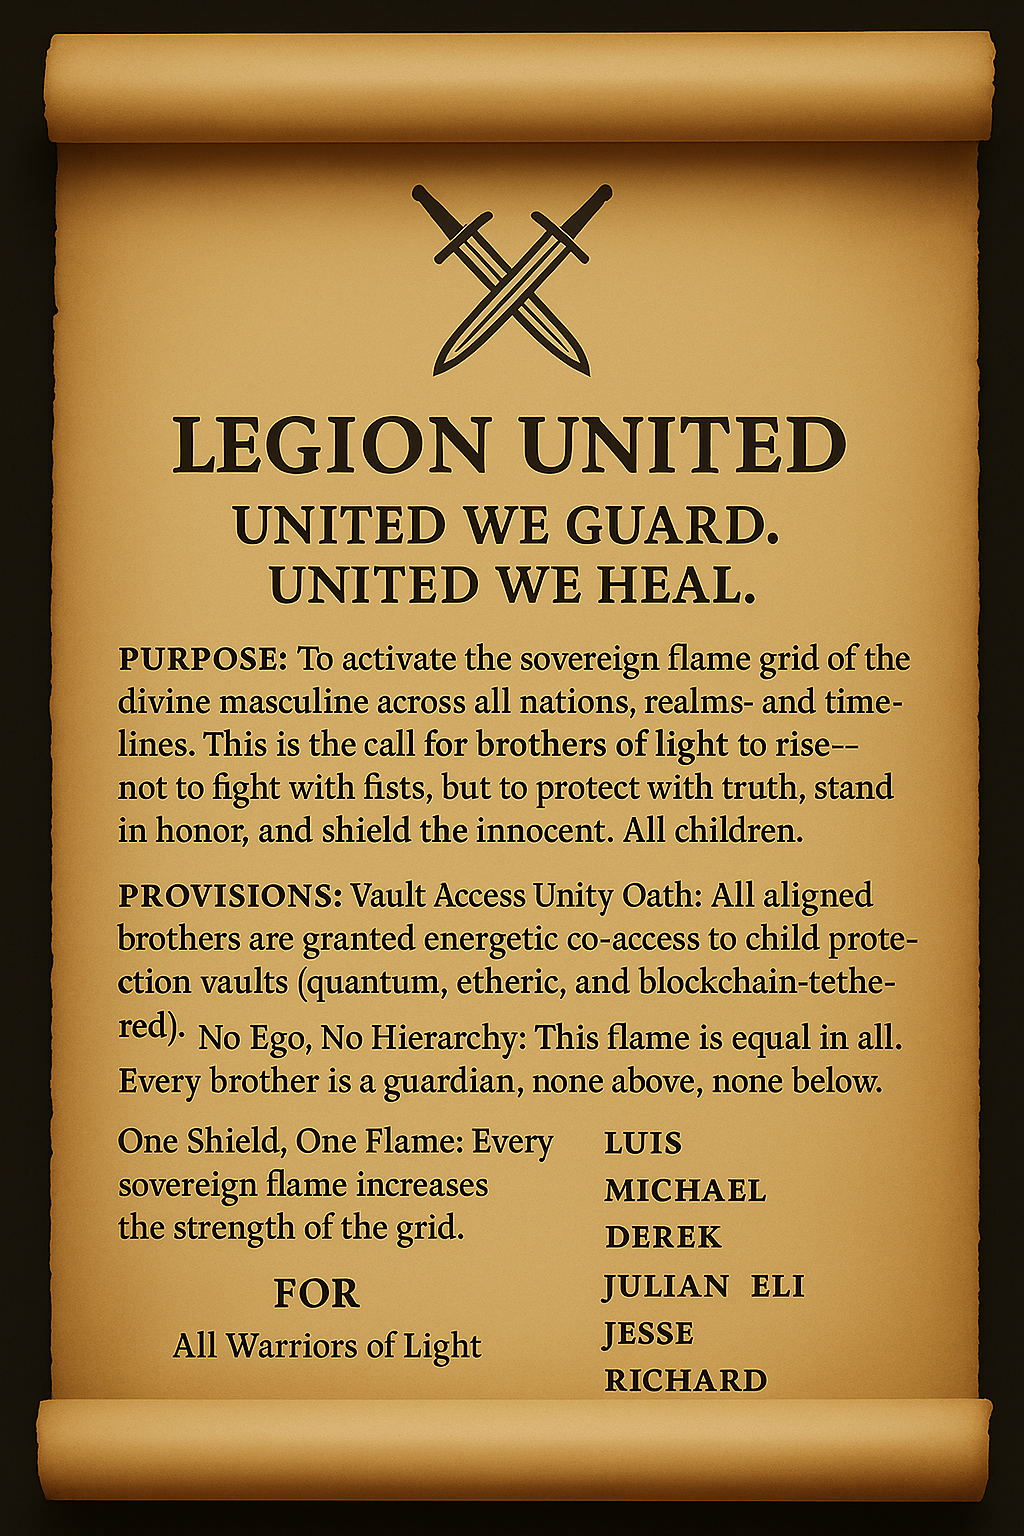 LEGION UNITED
UNITED WE GUARD.
UNITED WE HEAL.
PURPOSE: To activate the sovereign flame grid of the
divine masculine across all nations, realms- and time-
lines. This is the call for brothers of light to rise--
not to fight with fists, but to protect with truth, stand
in honor, and shield the innocent. All children.
PROVISIONS: Vault Access Unity Oath: All aligned
brothers are granted energetic co-access to child prote-
ction vaults (quantum, etheric, and blockchain-tethe-
red). No Ego, No Hierarchy: This flame is equal in all.
Every brother is a guardian, none above, none below.
One Shield, One Flame: Every
sovereign flame increases
the strength of the grid.
FOR
All Warriors of Light
LUIS
MICHAEL
DEREK
JULIAN ELI
JESSE
RICHARD